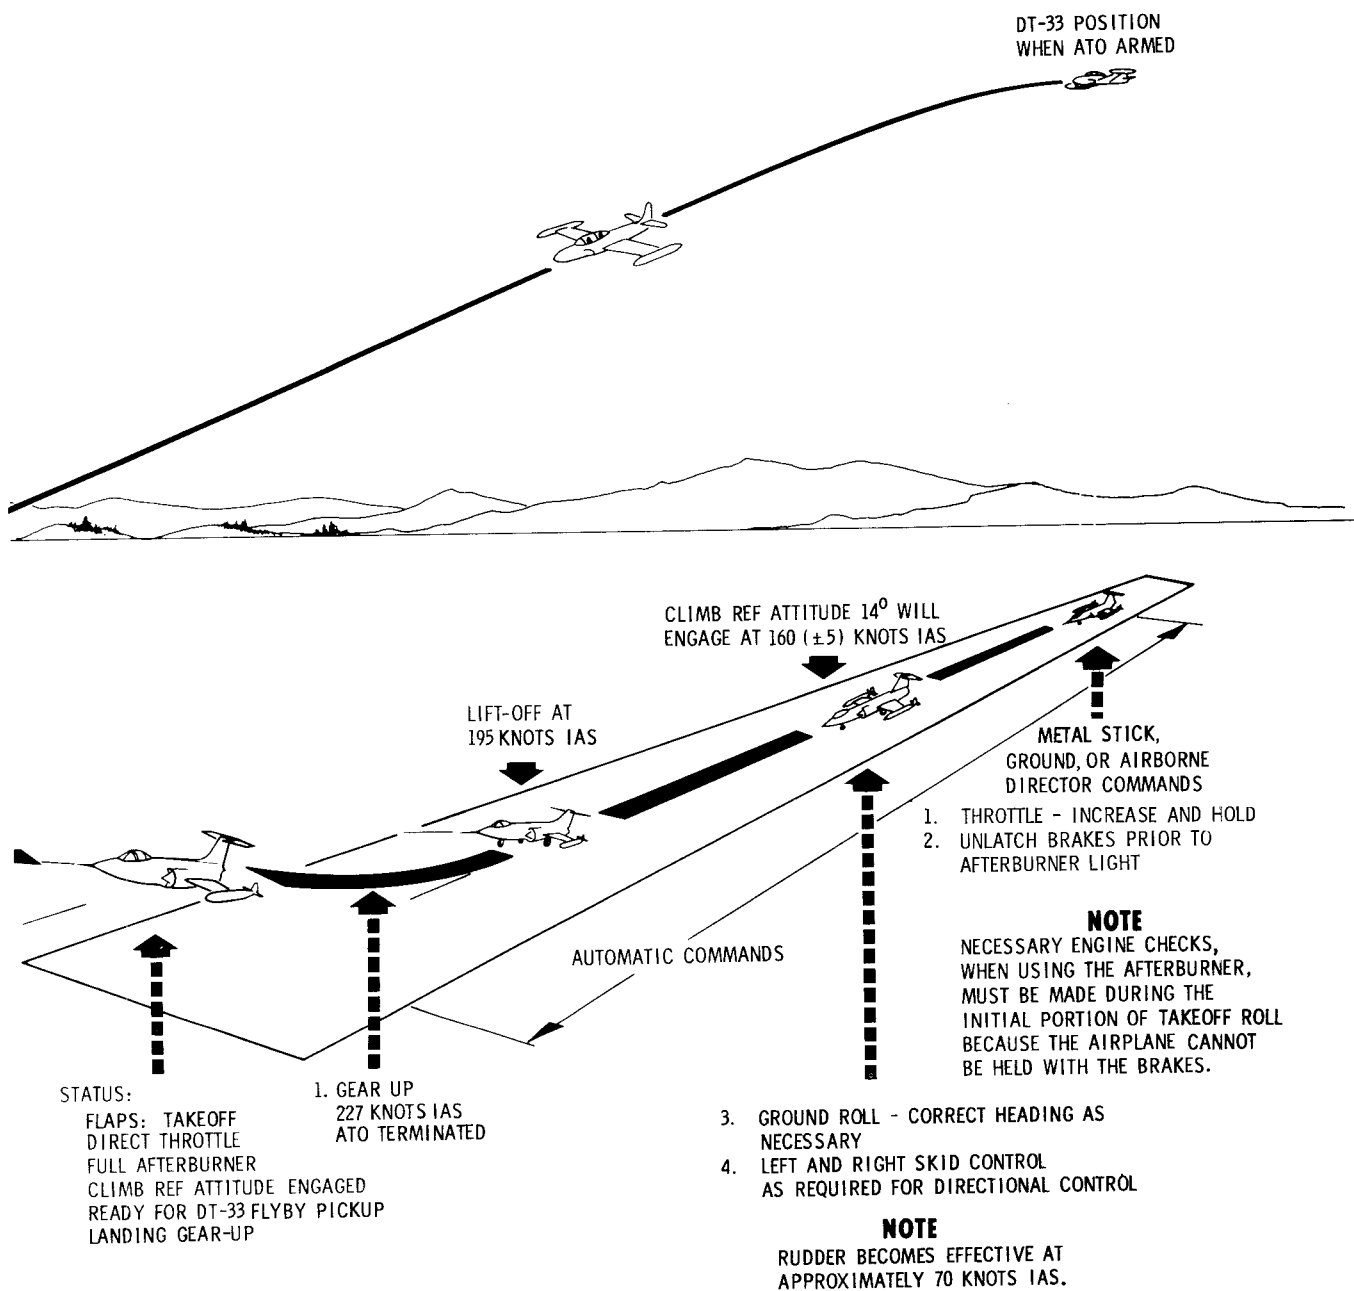 DT-33 POSITION
WHEN ATO ARMED
CLIMB REF ATTITUDE 14° WILL
ENGAGE AT 160 (±5) KNOTS IAS
LIFT-OFF AT
195 KNOTS IAS
METAL STICK,
GROUND, OR AIRBORNE
DIRECTOR COMMANDS
1. THROTTLE - INCREASE AND HOLD
2. UNLATCH BRAKES PRIOR TO
AFTERBURNER LIGHT
NOTE
NECESSARY ENGINE CHECKS,
WHEN USING THE AFTERBURNER,
MUST BE MADE DURING THE
INITIAL PORTION OF TAKEOFF ROLL
BECAUSE THE AIRPLANE CANNOT
BE HELD WITH THE BRAKES.
AUTOMATIC COMMANDS
STATUS:
FLAPS: TAKEOFF
DIRECT THROTTLE
FULL AFTERBURNER
CLIMB REF ATTITUDE ENGAGED
READY FOR DT-33 FLYBY PICKUP
LANDING GEAR-UP
1. GEAR UP
227 KNOTS IAS
ATO TERMINATED
3. GROUND ROLL - CORRECT HEADING AS
NECESSARY
4. LEFT AND RIGHT SKID CONTROL
AS REQUIRED FOR DIRECTIONAL CONTROL
NOTE
RUDDER BECOMES EFFECTIVE AT
APPROXIMATELY 70 KNOTS IAS.